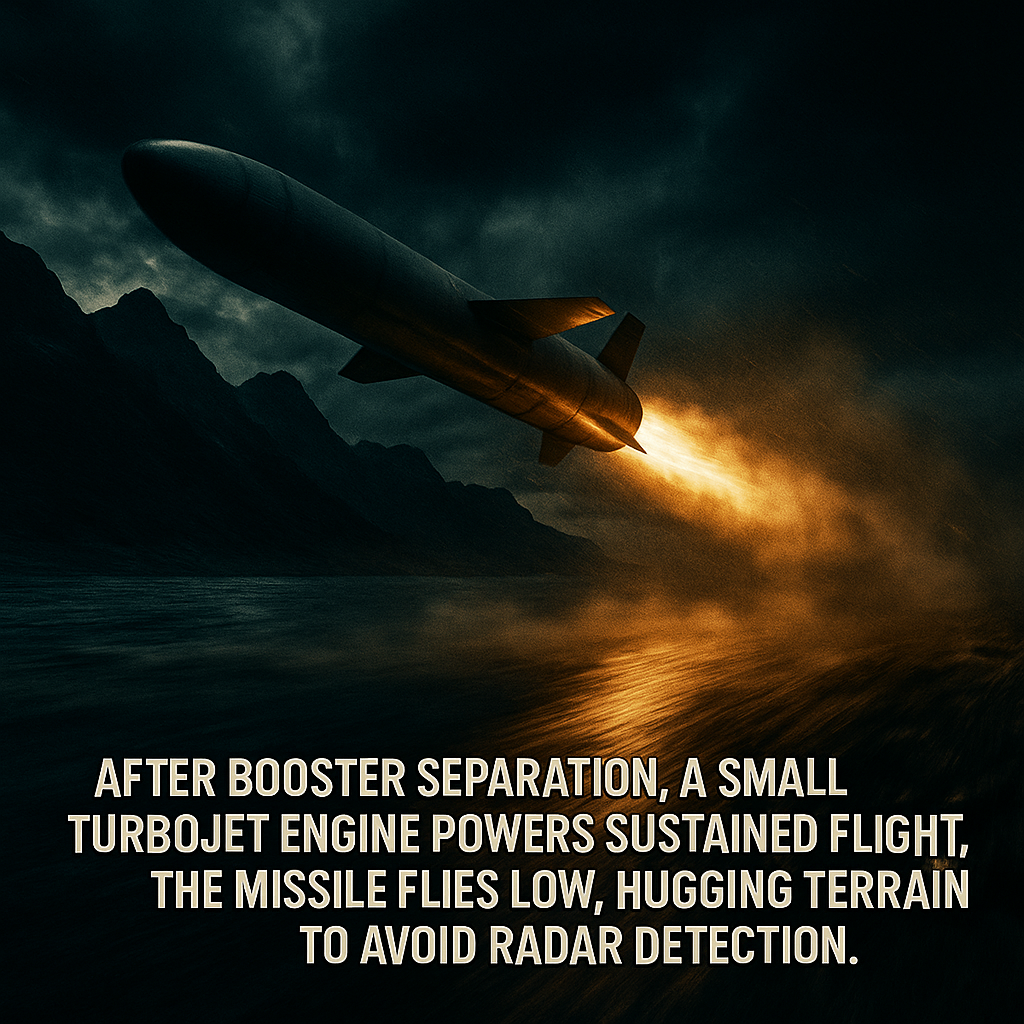 AFTER BOOSTER SEPARATION, A SMALL
TURBOJET ENGINE POWERS SUSTAINED FLIGHT,
THE MISSILE FLIES LOW, HUGGING TERRAIN
TO AVOID RADAR DETECTION.